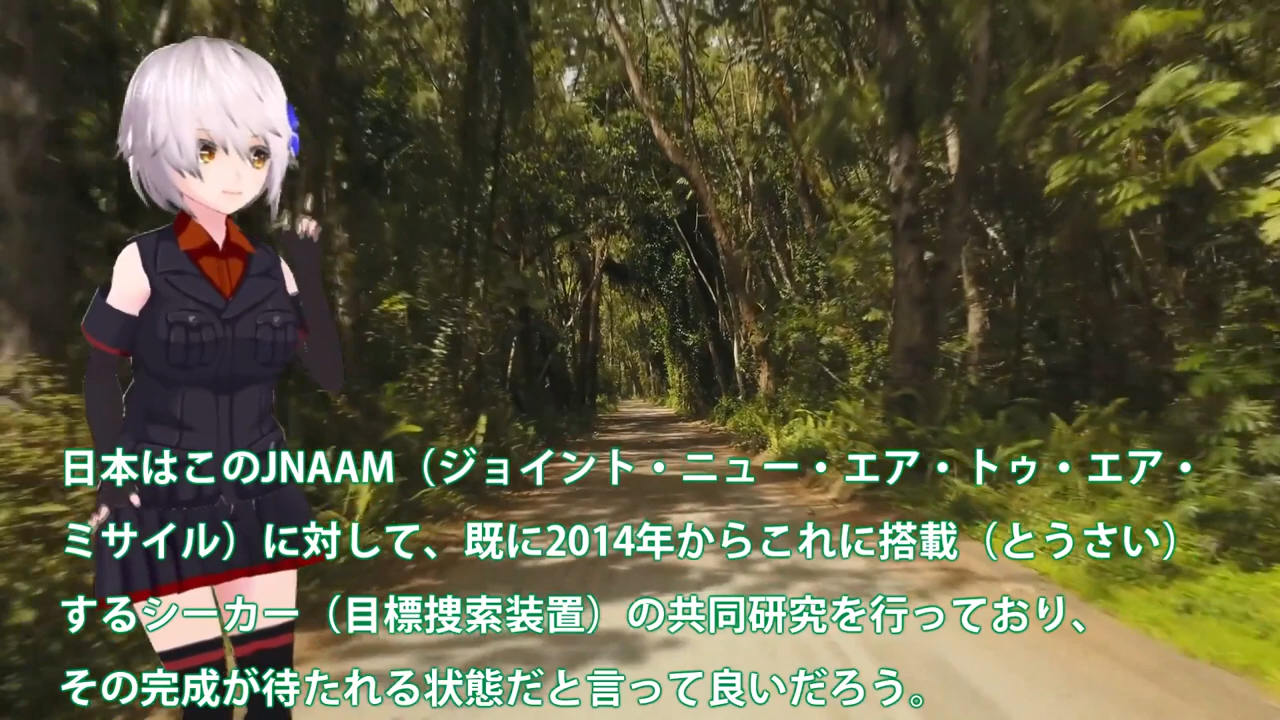 日本はこのJNAAM（ジョイント・ニュー・エア・トゥ・エア・
ミサイル）に対して、既に2014年からこれに搭載（とうさい）
するシーカー（目標捜索装置）の共同研究を行っており、
その完成が待たれる状態だと言って良いだろう。